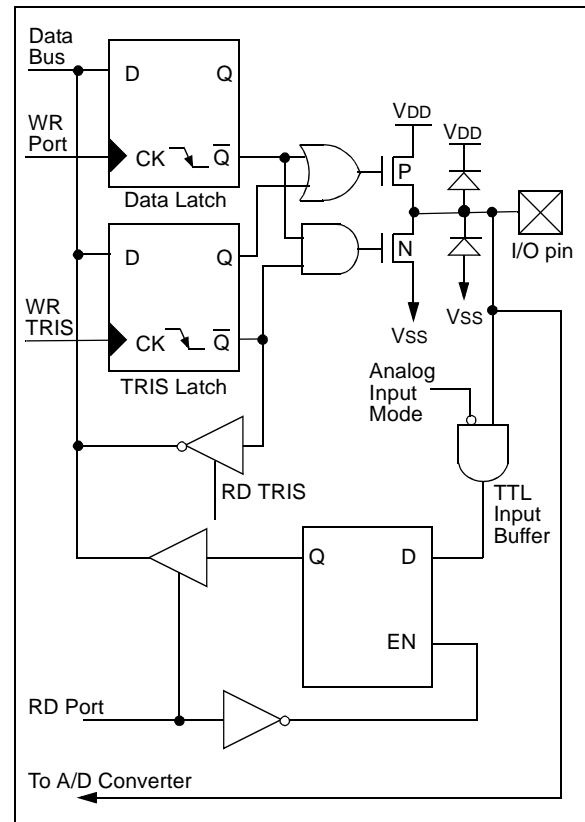 Data
Bus
D Q
VDD
WR
Port
VDD
CK Q̅
P
Data Latch
D Q
N
I/O pin
WR
TRIS
VSS
VSS
CK Q̅
TRIS Latch
Analog
Input
Mode
RD TRIS
TTL
Input
Buffer
Q D
EN
RD Port
To A/D Converter